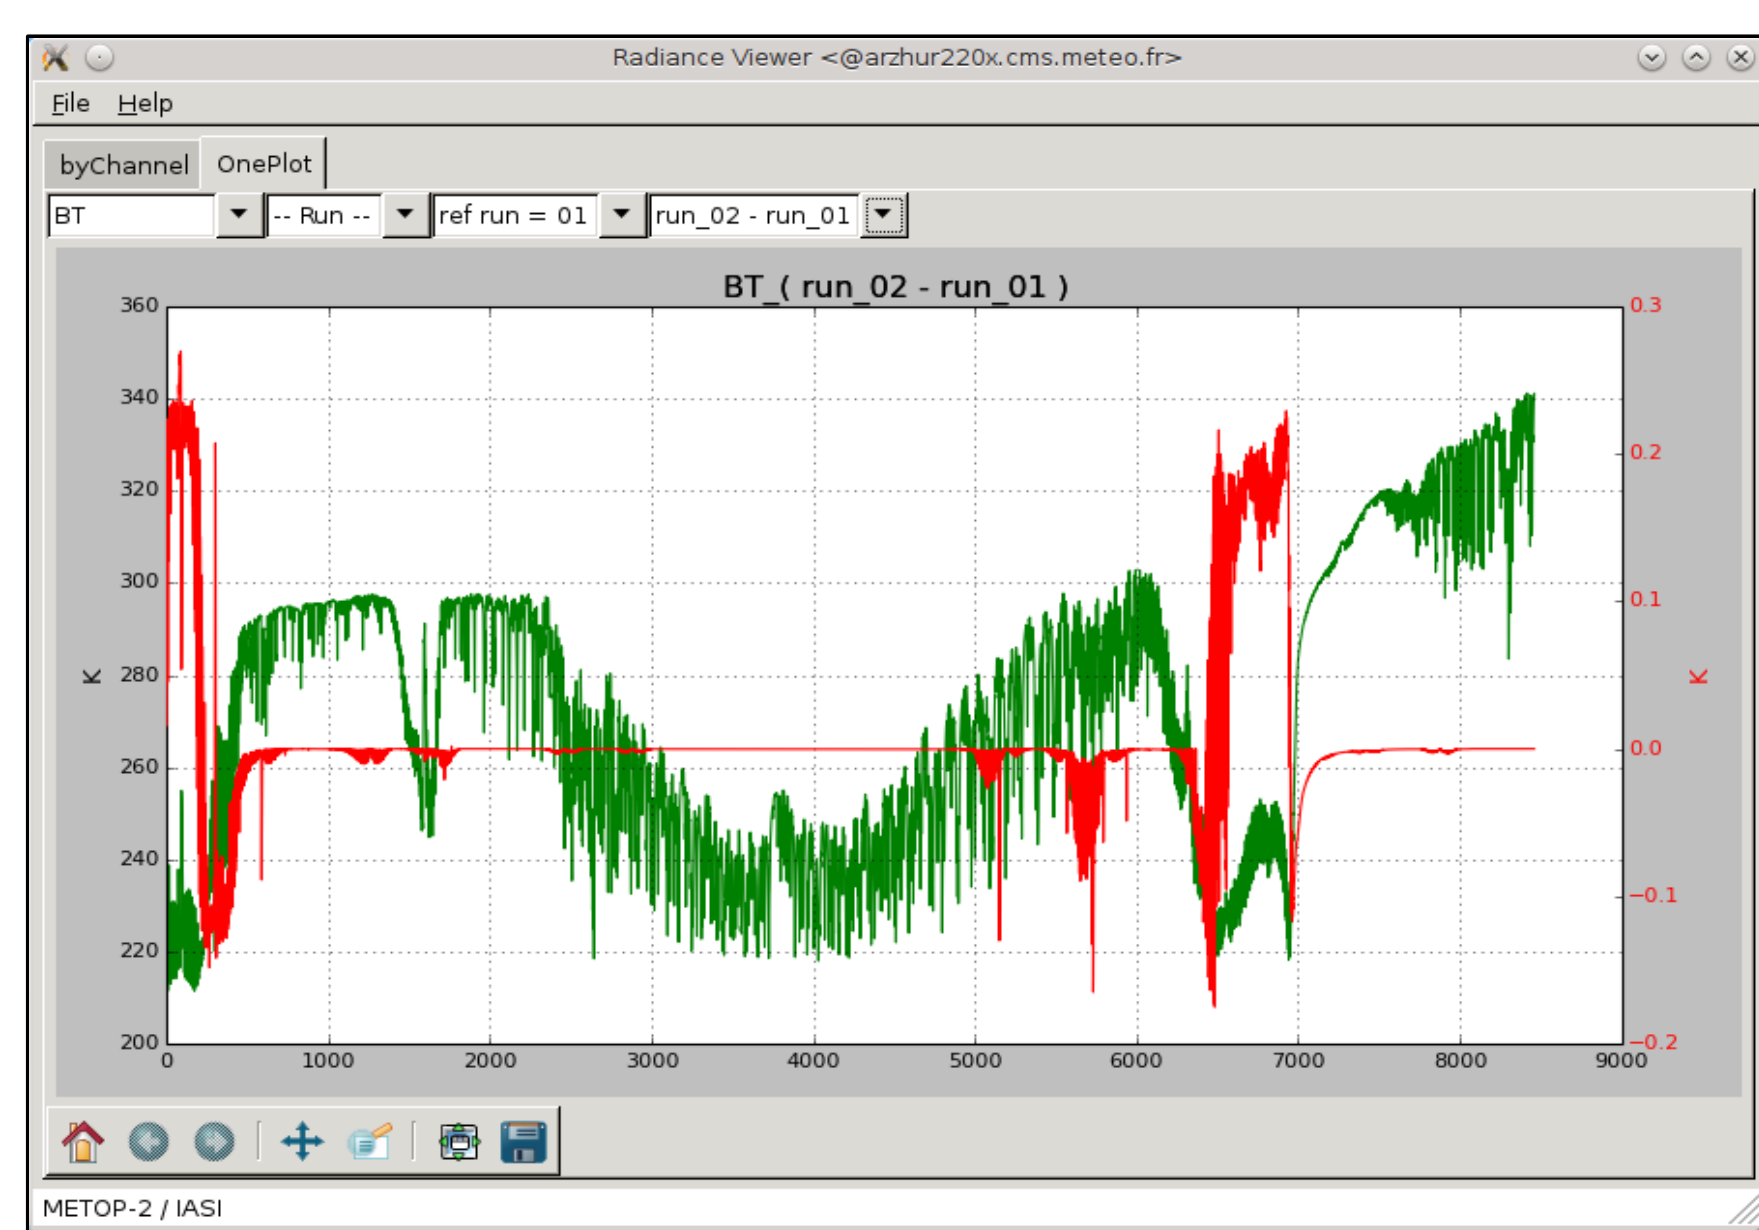 Radiance Viewer <@arzhur220x.cms.meteo.fr>
File Help
byChannel OnePlot
BT -- Run -- ref run = 01 run_02 - run_01
BT_( run_02 - run_01 )
360 0.3
340
0.2
320
300 0.1
K 280 K
260 0.0
240
−0.1
220
200 −0.2
0 1000 2000 3000 4000 5000 6000 7000 8000 9000
METOP-2 / IASI